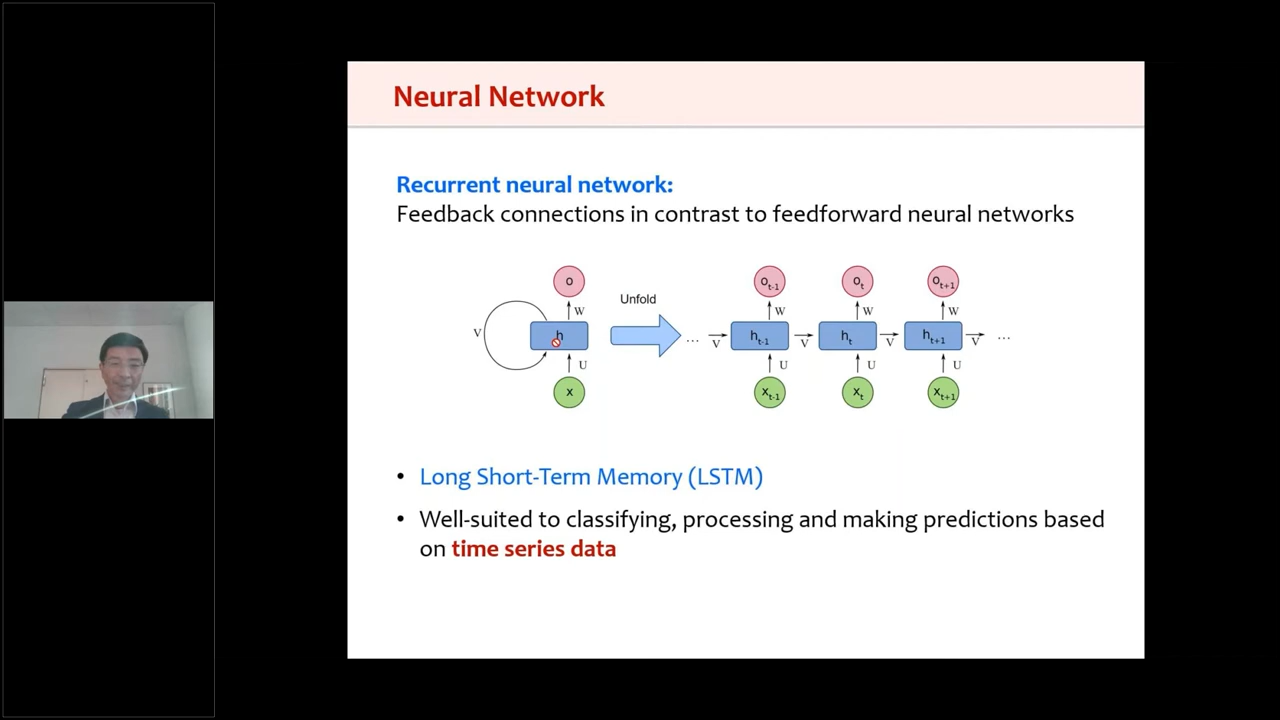 Neural Network
Recurrent neural network:
Feedback connections in contrast to feedforward neural networks
o
o_{t-1}
o_t
o_{t+1}
Unfold
W
W
W
W
V
h
...
V
h_{t-1}
V
h_t
V
h_{t+1}
V
...
U
U
U
U
x
x_{t-1}
x_t
x_{t+1}
• Long Short-Term Memory (LSTM)
• Well-suited to classifying, processing and making predictions based
on time series data